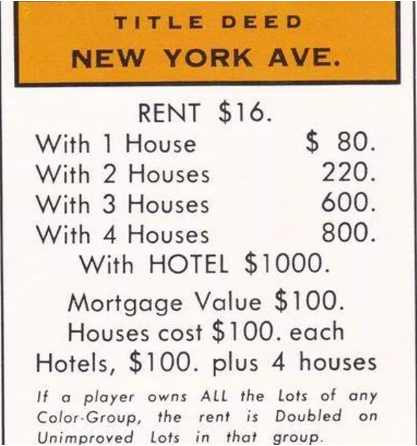 TITLE DEED
NEW YORK AVE.
RENT $16.
With 1 House $ 80.
With 2 Houses 220.
With 3 Houses 600.
With 4 Houses 800.
With HOTEL $1000.
Mortgage Value $100.
Houses cost $100. each
Hotels, $100. plus 4 houses
If a player owns ALL the Lots of any
Color-Group, the rent is Doubled on
Unimproved Lots in that group.